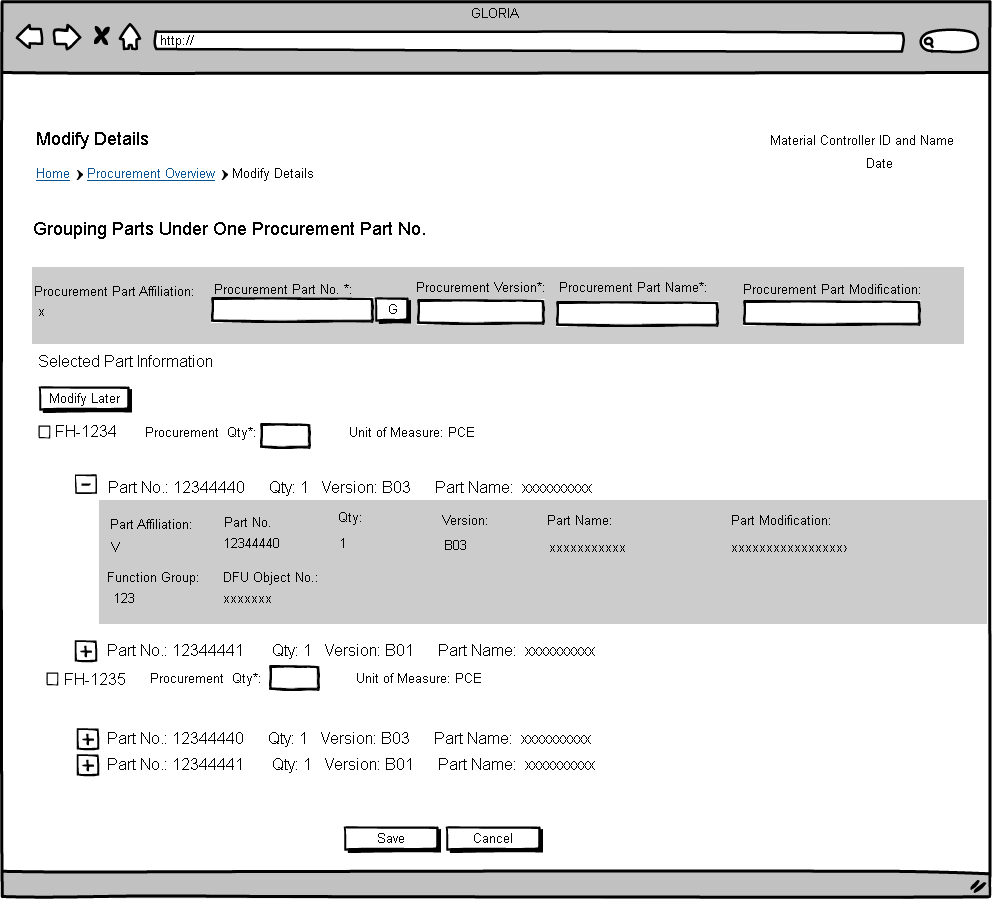 GLORIA
http://
Modify Details
Material Controller ID and Name
Date
Home Procurement Overview Modify Details
Grouping Parts Under One Procurement Part No.
Procurement Part Affiliation: Procurement Part No. *: Procurement Version*: Procurement Part Name*: Procurement Part Modification:
x G
Selected Part Information
Modify Later
FH-1234 Procurement Qty*: Unit of Measure: PCE
Part No.: 12344440 Qty: 1 Version: B03 Part Name: xxxxxxxxxx
Part Affiliation: Part No. Qty: Version: Part Name: Part Modification:
V 12344440 1 B03 xxxxxxxxxxx xxxxxxxxxxxxxxxx
Function Group: DFU Object No.:
123 xxxxxxx
Part No.: 12344441 Qty: 1 Version: B01 Part Name: xxxxxxxxxx
FH-1235 Procurement Qty*: Unit of Measure: PCE
Part No.: 12344440 Qty: 1 Version: B03 Part Name: xxxxxxxxxx
Part No.: 12344441 Qty: 1 Version: B01 Part Name: xxxxxxxxxx
Save Cancel